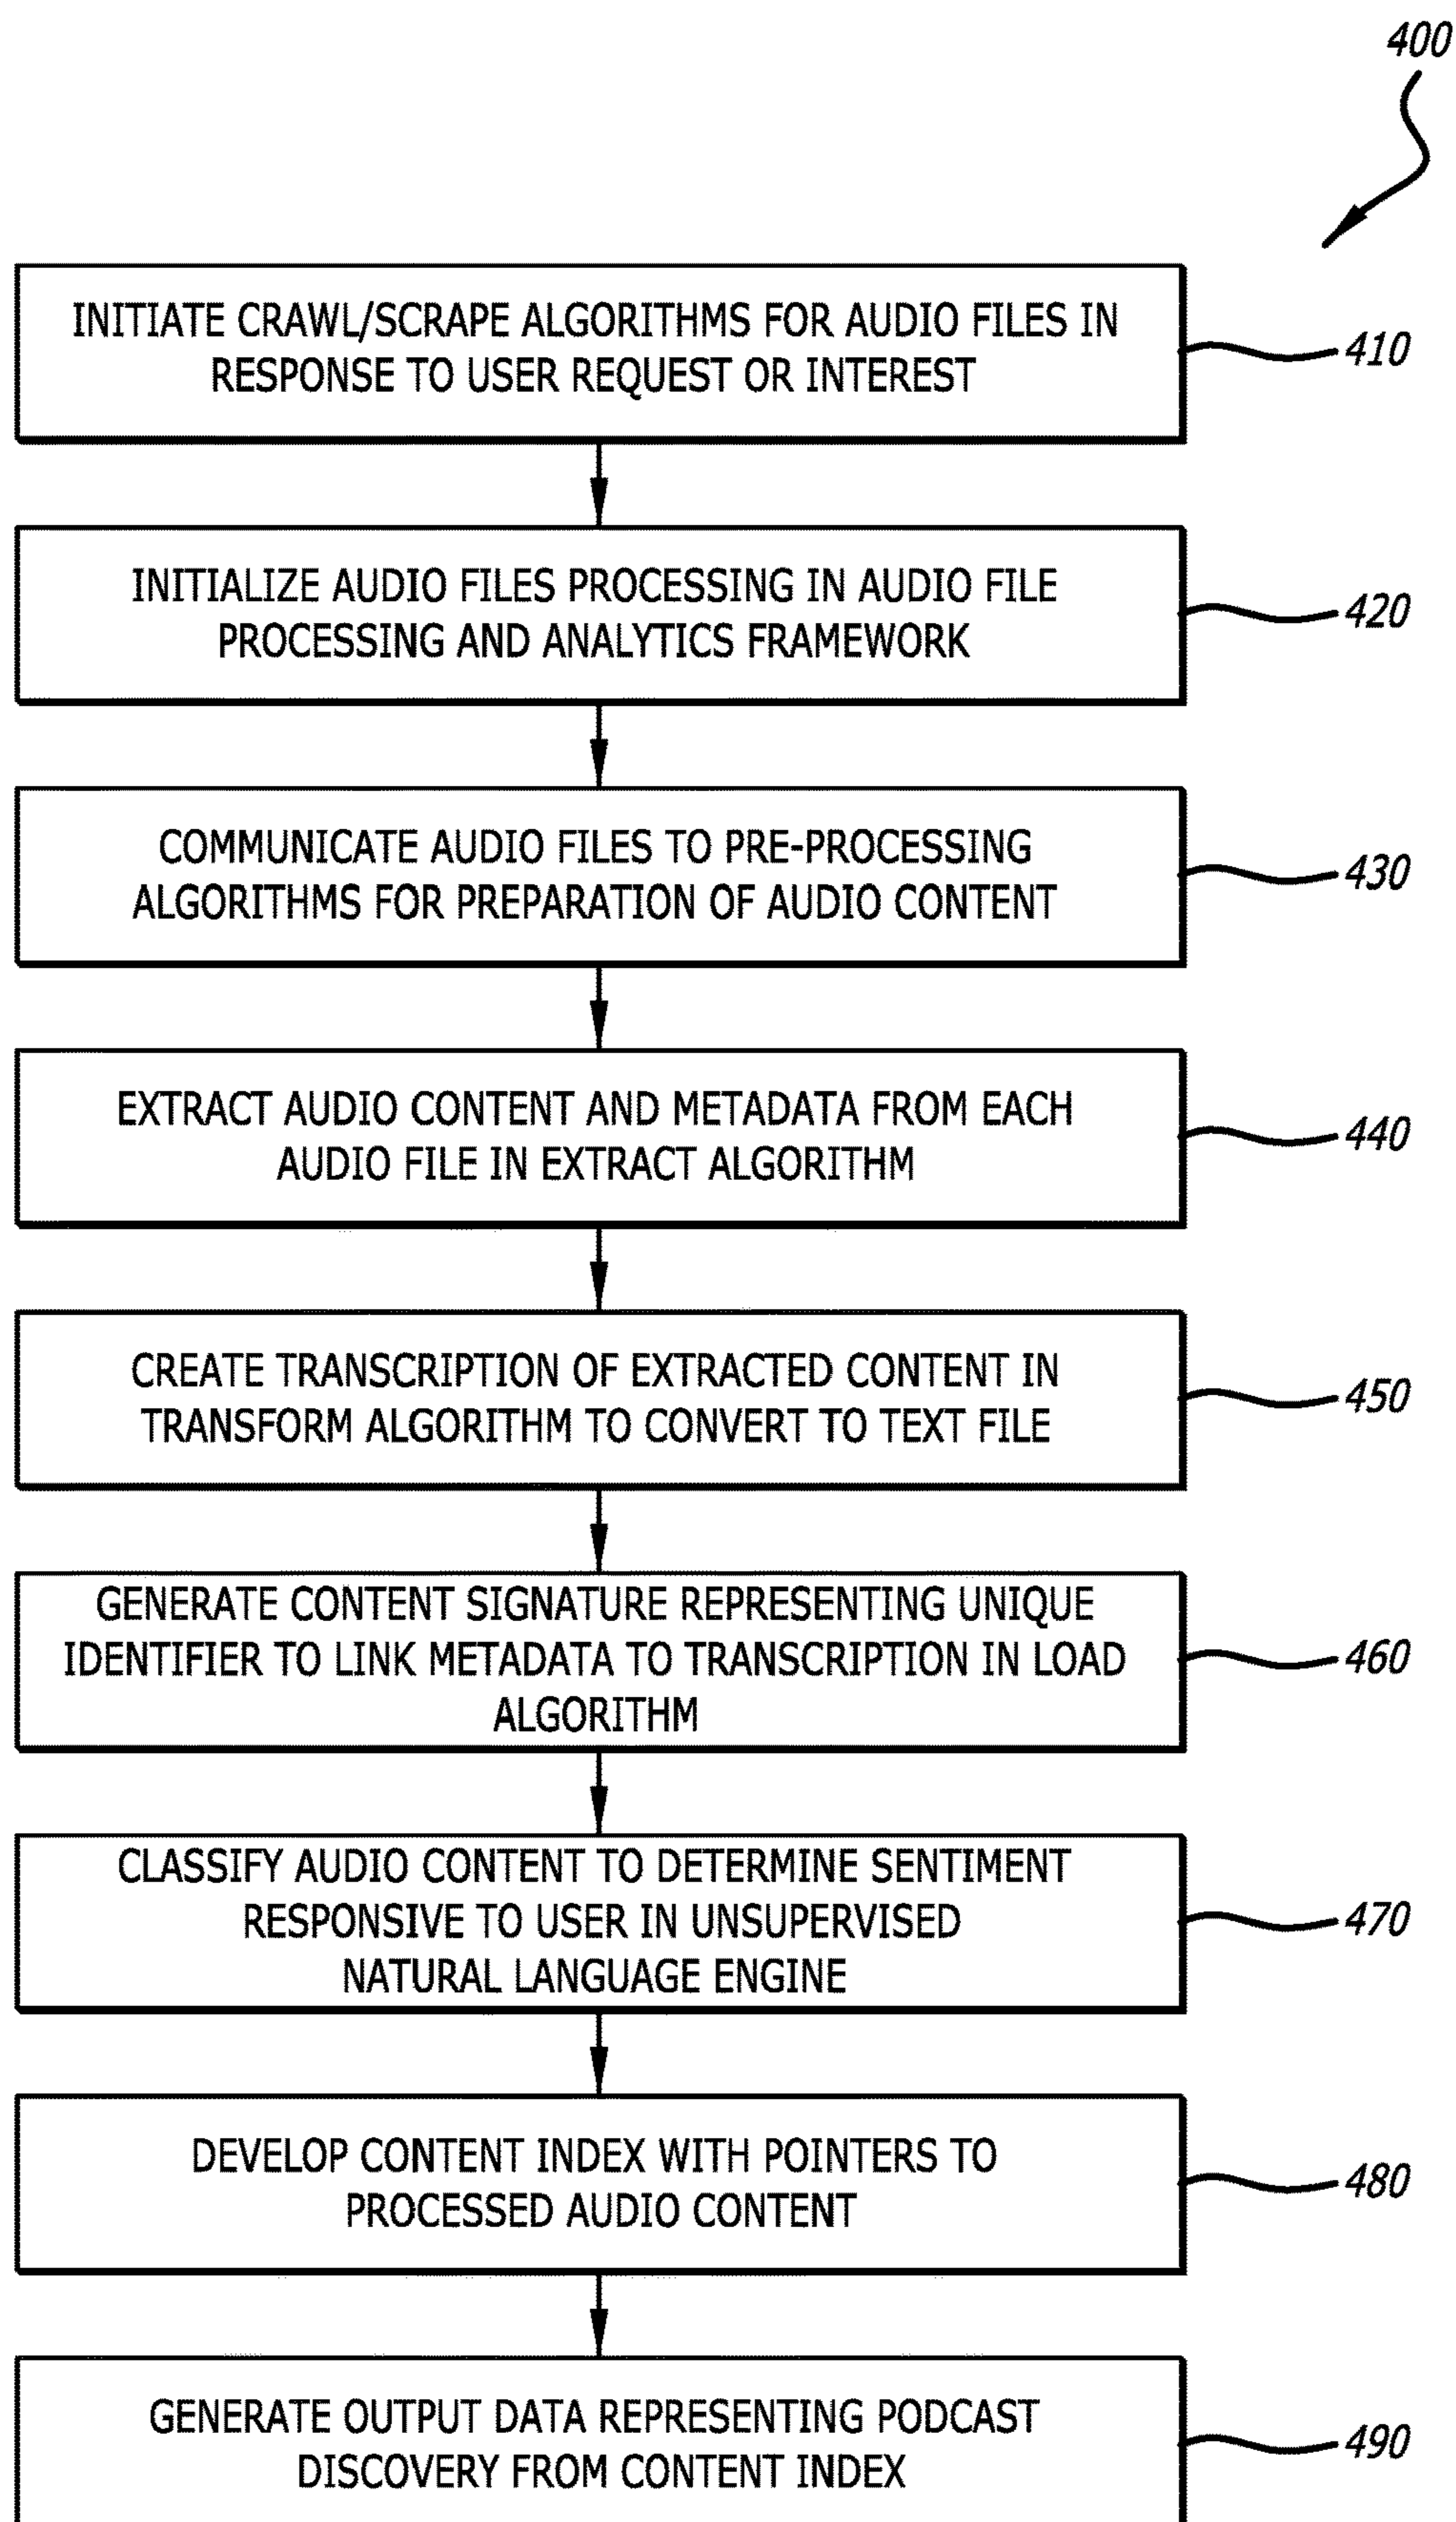 400
INITIATE CRAWL/SCRAPE ALGORITHMS FOR AUDIO FILES IN
RESPONSE TO USER REQUEST OR INTEREST
410
INITIALIZE AUDIO FILES PROCESSING IN AUDIO FILE
PROCESSING AND ANALYTICS FRAMEWORK
420
COMMUNICATE AUDIO FILES TO PRE-PROCESSING
ALGORITHMS FOR PREPARATION OF AUDIO CONTENT
430
EXTRACT AUDIO CONTENT AND METADATA FROM EACH
AUDIO FILE IN EXTRACT ALGORITHM
440
CREATE TRANSCRIPTION OF EXTRACTED CONTENT IN
TRANSFORM ALGORITHM TO CONVERT TO TEXT FILE
450
GENERATE CONTENT SIGNATURE REPRESENTING UNIQUE
IDENTIFIER TO LINK METADATA TO TRANSCRIPTION IN LOAD
ALGORITHM
460
CLASSIFY AUDIO CONTENT TO DETERMINE SENTIMENT
RESPONSIVE TO USER IN UNSUPERVISED
NATURAL LANGUAGE ENGINE
470
DEVELOP CONTENT INDEX WITH POINTERS TO
PROCESSED AUDIO CONTENT
480
GENERATE OUTPUT DATA REPRESENTING PODCAST
DISCOVERY FROM CONTENT INDEX
490